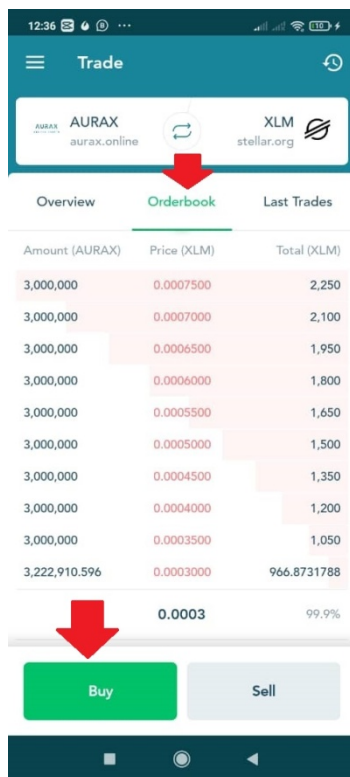 12:36
Trade
AURAX
AURAX
aurax.online
XLM
stellar.org
Overview Orderbook Last Trades
Amount (AURAX) Price (XLM) Total (XLM)
3,000,000 0.0007500 2,250
3,000,000 0.0007000 2,100
3,000,000 0.0006500 1,950
3,000,000 0.0006000 1,800
3,000,000 0.0005500 1,650
3,000,000 0.0005000 1,500
3,000,000 0.0004500 1,350
3,000,000 0.0004000 1,200
3,000,000 0.0003500 1,050
3,222,910.596 0.0003000 966.8731788
0.0003 99.9%
Buy Sell